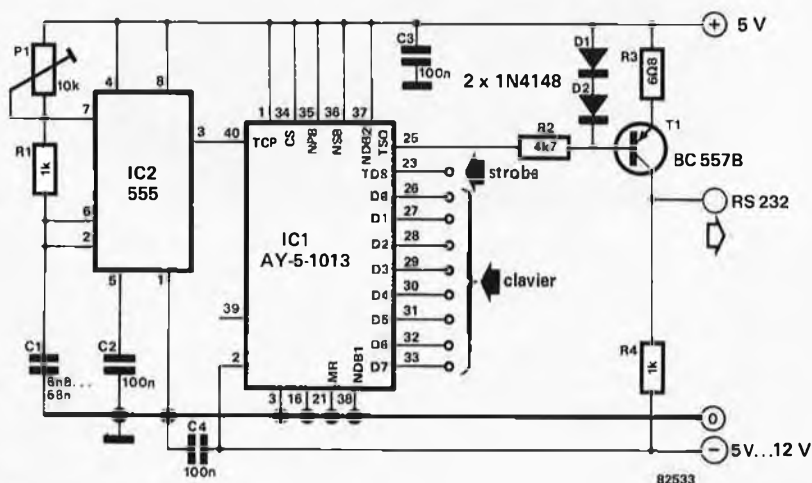 P1
10k
R1
1k
7
6
2
4
8
3
5
1
IC2
555
C1
6n8...
68n
C2
100n
C3
100n
C4
100n
2 x 1N4148
D1
D2
R3
6Ω8
T1
BC 557B
+ 5 V
1 34 35 36 37
40
TCP
CS
NPB
NSB
NDB2
TSO
25
R2
4k7
TDS
23
strobe
D0
26
D1
27
D2
28
D3
29
D4
30
D5
31
D6
32
D7
33
clavier
IC1
AY-5-1013
39
2
3 16 21 38
MR
NDB1
RS 232
R4
1k
0
− 5V...12 V
82533